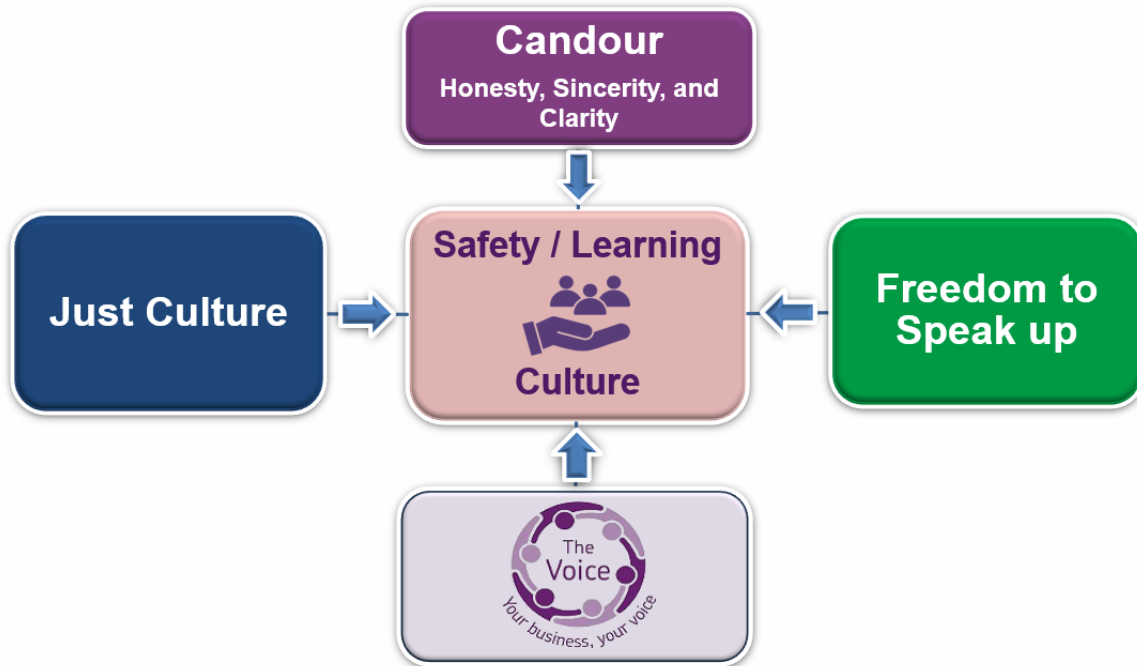 Candour
Honesty, Sincerity, and
Clarity
Just Culture
Safety / Learning
Culture
Freedom to
Speak up
The
Voice
Your business, your voice